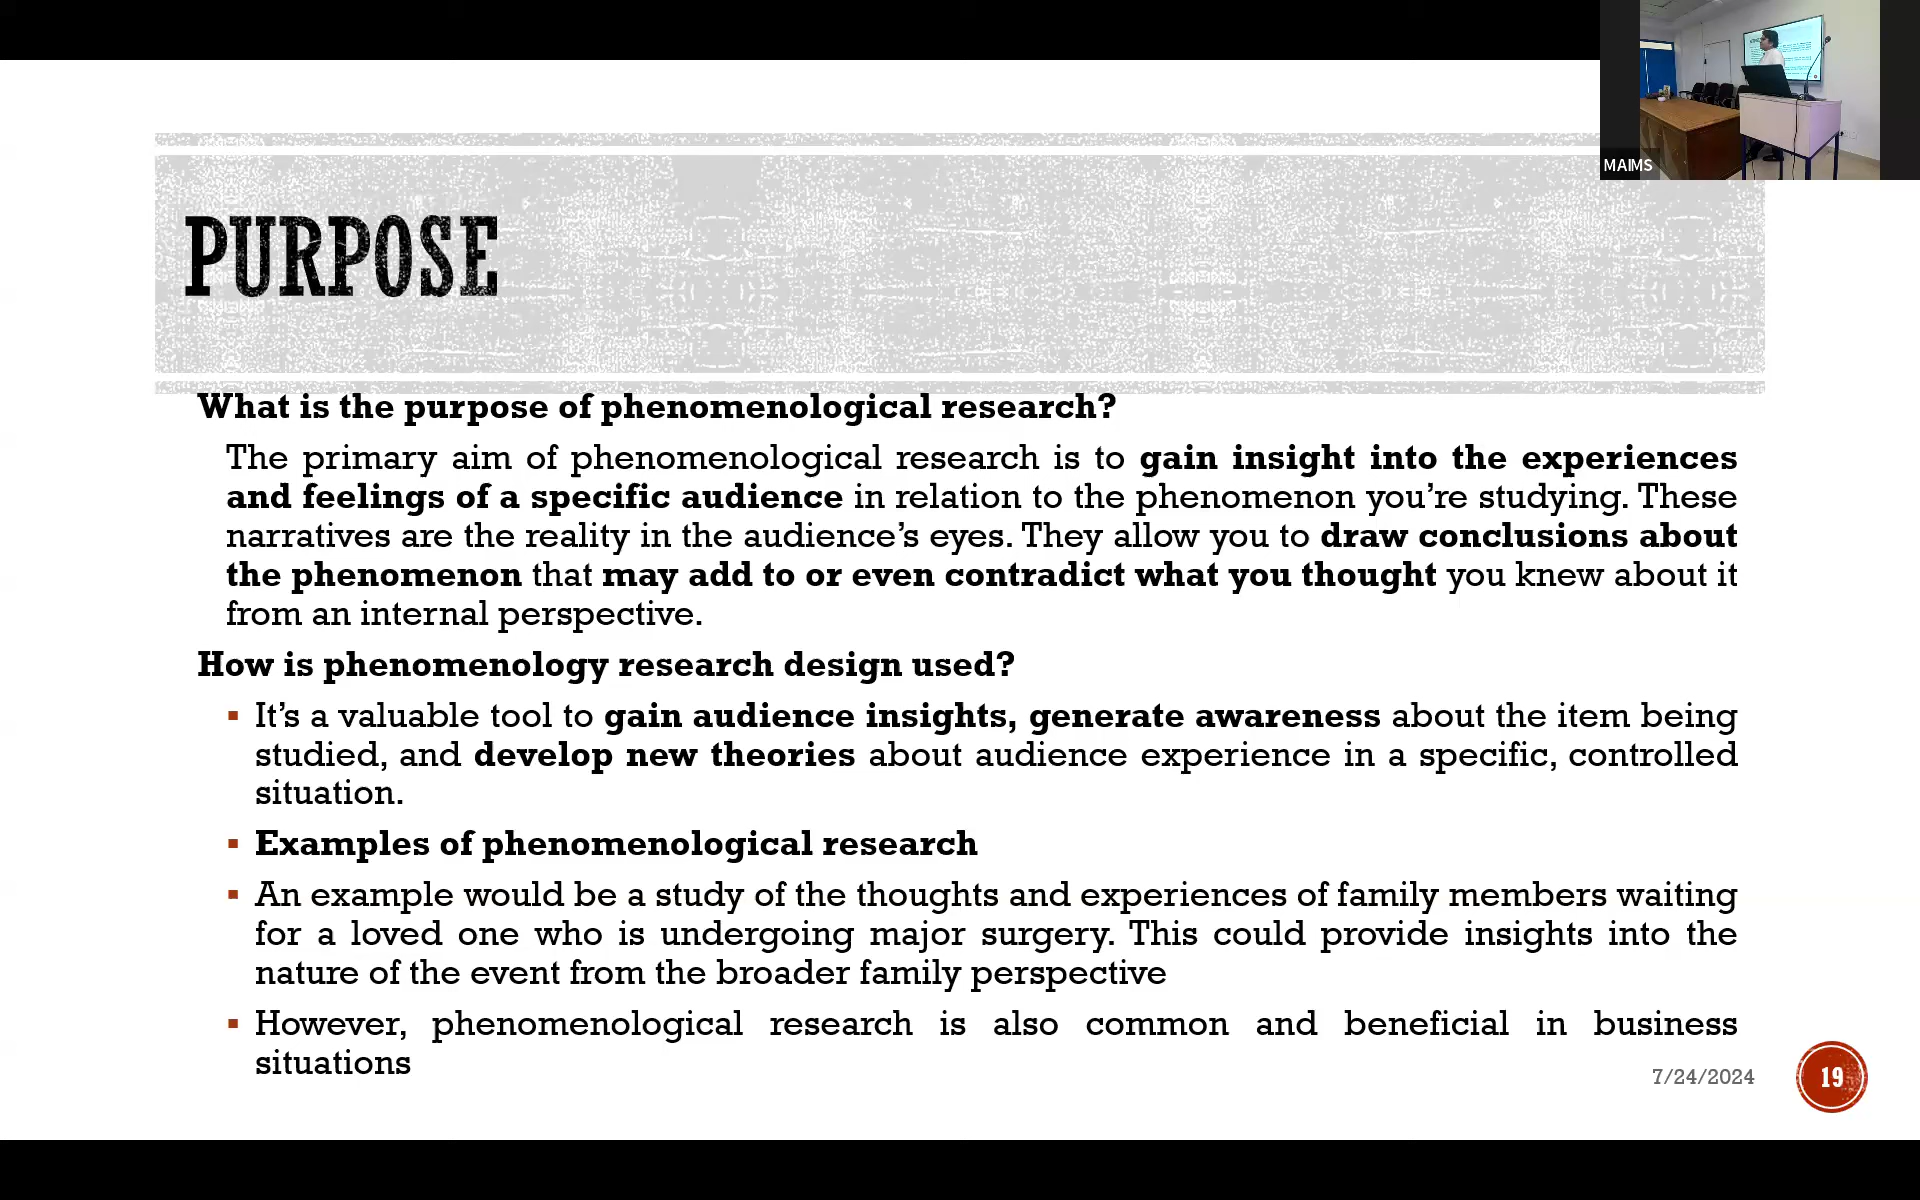 MAIMS
PURPOSE
What is the purpose of phenomenological research?
The primary aim of phenomenological research is to gain insight into the experiences
and feelings of a specific audience in relation to the phenomenon you’re studying. These
narratives are the reality in the audience’s eyes. They allow you to draw conclusions about
the phenomenon that may add to or even contradict what you thought you knew about it
from an internal perspective.
How is phenomenology research design used?
▪ It’s a valuable tool to gain audience insights, generate awareness about the item being
studied, and develop new theories about audience experience in a specific, controlled
situation.
▪ Examples of phenomenological research
▪ An example would be a study of the thoughts and experiences of family members waiting
for a loved one who is undergoing major surgery. This could provide insights into the
nature of the event from the broader family perspective
▪ However, phenomenological research is also common and beneficial in business
situations
7/24/2024
19